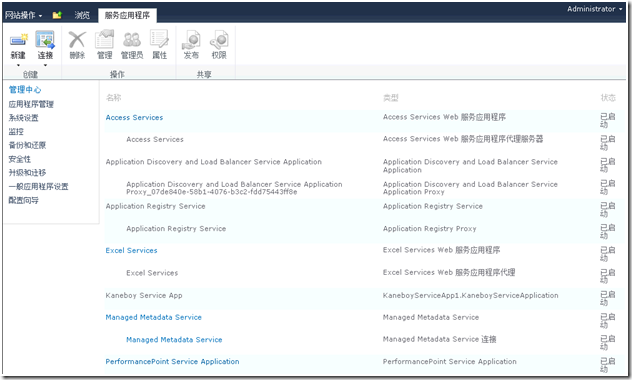 Administrator
网站操作 浏览 服务应用程序
新建 连接 删除 管理 管理员 属性 发布 权限
创建 操作 共享
管理中心
应用程序管理
系统设置
监控
备份和还原
安全性
升级和迁移
一般应用程序设置
配置向导
名称 类型 状态
Access Services Access Services Web 服务应用程序 已启动
Access Services Access Services Web 服务应用程序代理服务器 已启动
Application Discovery and Load Balancer Service Application Application Discovery and Load Balancer Service Application 已启动
Application Discovery and Load Balancer Service Application Proxy_07de840e-58b1-4076-b3c2-fdd75443ff8e Application Discovery and Load Balancer Service Application Proxy 已启动
Application Registry Service Application Registry Service 已启动
Application Registry Service Application Registry Proxy 已启动
Excel Services Excel Services Web 服务应用程序 已启动
Excel Services Excel Services Web 服务应用程序代理 已启动
Kaneboy Service App KaneboyServiceApp1.KaneboyServiceApplication 已启动
Managed Metadata Service Managed Metadata Service 已启动
Managed Metadata Service Managed Metadata Service 连接 已启动
PerformancePoint Service Application PerformancePoint Service Application 已启动